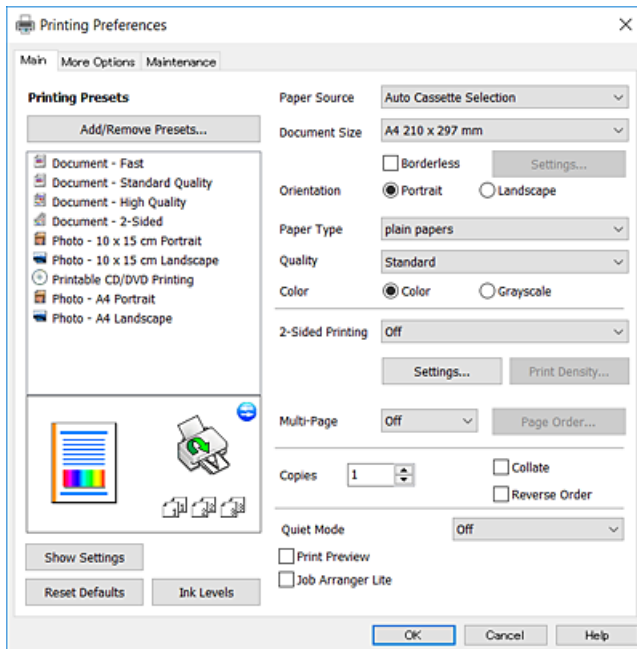 Printing Preferences
Main More Options Maintenance
Printing Presets
Add/Remove Presets...
Document - Fast
Document - Standard Quality
Document - High Quality
Document - 2-Sided
Photo - 10 x 15 cm Portrait
Photo - 10 x 15 cm Landscape
Printable CD/DVD Printing
Photo - A4 Portrait
Photo - A4 Landscape
Show Settings
Reset Defaults Ink Levels
Paper Source Auto Cassette Selection
Document Size A4 210 x 297 mm
Borderless Settings...
Orientation Portrait Landscape
Paper Type plain papers
Quality Standard
Color Color Grayscale
2-Sided Printing Off
Settings... Print Density...
Multi-Page Off Page Order...
Copies 1 Collate
Reverse Order
Quiet Mode Off
Print Preview
Job Arranger Lite
OK Cancel Help